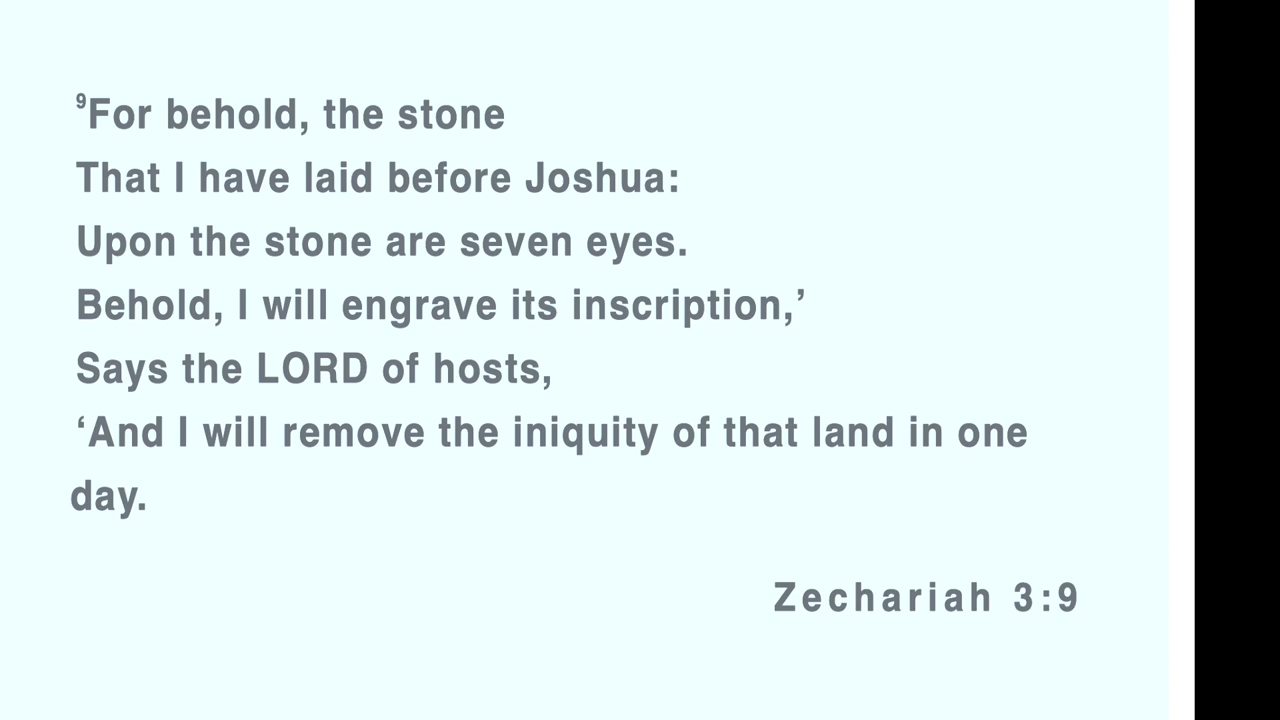 ⁹For behold, the stone
That I have laid before Joshua:
Upon the stone are seven eyes.
Behold, I will engrave its inscription,’
Says the LORD of hosts,
‘And I will remove the iniquity of that land in one
day.
Zechariah 3:9